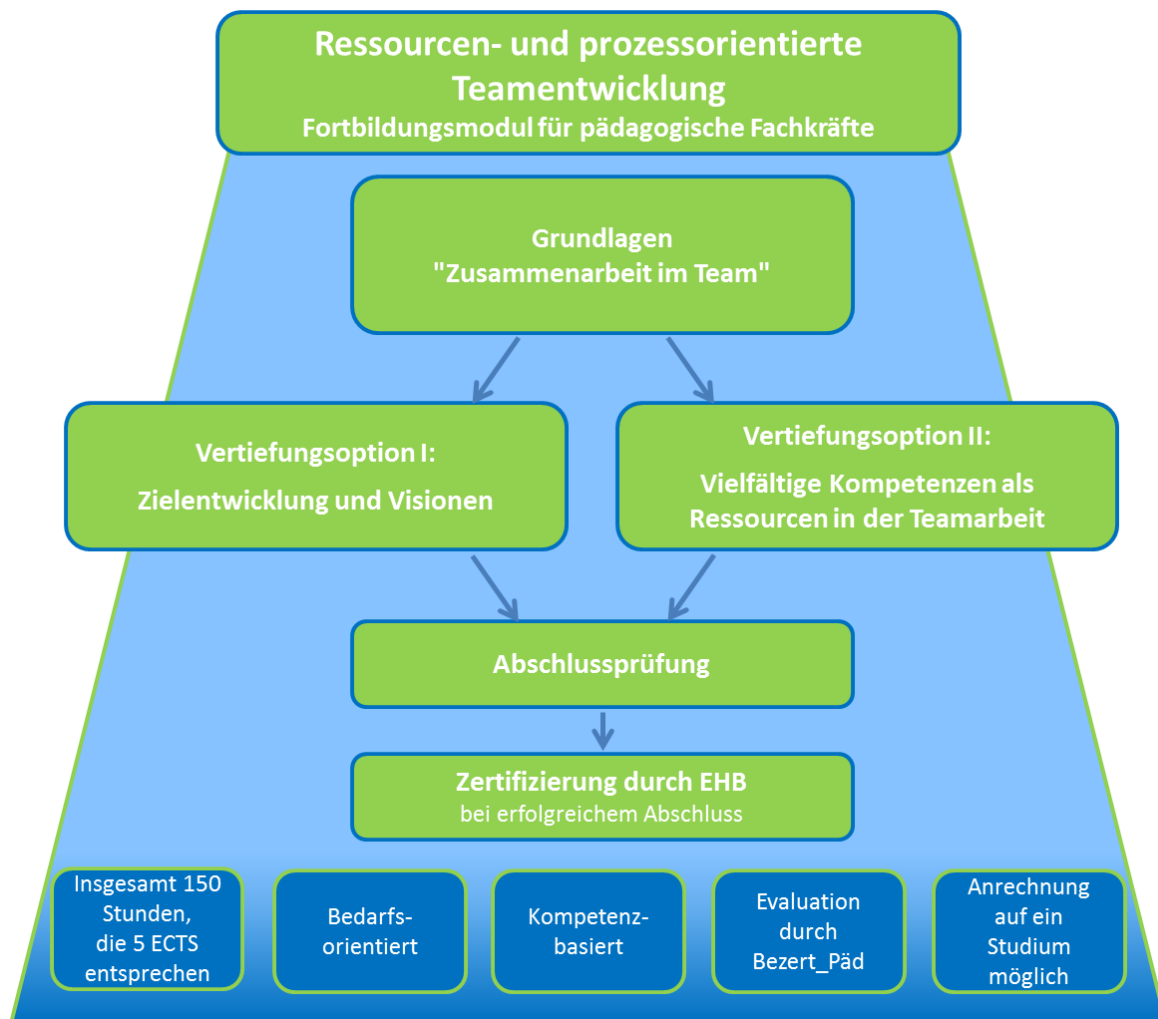 Ressourcen- und prozessorientierte
Teamentwicklung
Fortbildungsmodul für pädagogische Fachkräfte
Grundlagen
"Zusammenarbeit im Team"
Vertiefungsoption I:
Zielentwicklung und Visionen
Vertiefungsoption II:
Vielfältige Kompetenzen als
Ressourcen in der Teamarbeit
Abschlussprüfung
Zertifizierung durch EHB
bei erfolgreichem Abschluss
Insgesamt 150
Stunden,
die 5 ECTS
entsprechen
Bedarfs-
orientiert
Kompetenz-
basiert
Evaluation
durch
Bezert_Päd
Anrechnung
auf ein
Studium
möglich